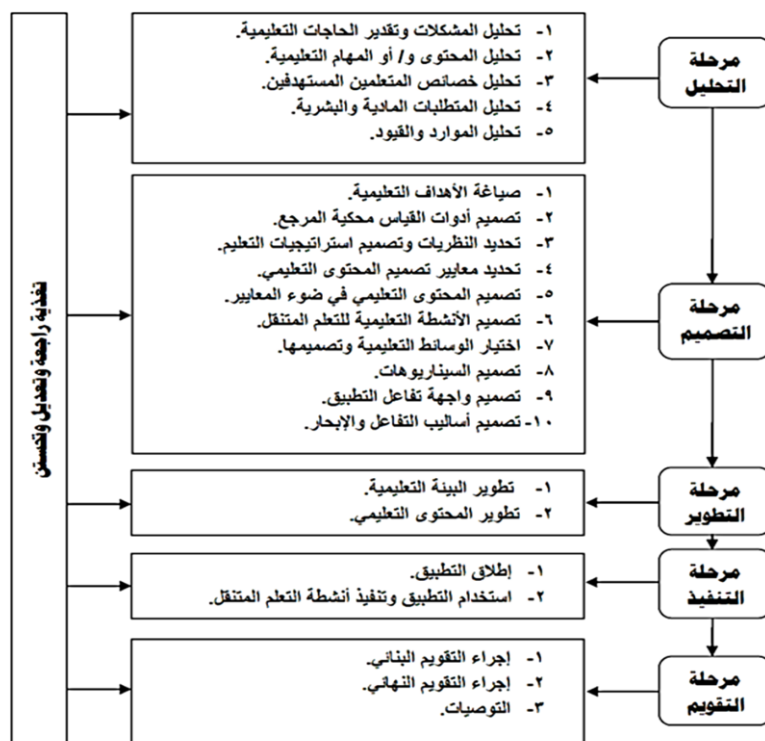 مرحلة
التحليل
١- تحليل المشكلات وتقدير الحاجات التعليمية.
٢- تحليل المحتوى و/ أو المهام التعليمية.
٣- تحليل خصائص المتعلمين المستهدفين.
٤- تحليل المتطلبات المادية والبشرية.
٥- تحليل الموارد والقيود.
مرحلة
التصميم
١- صياغة الأهداف التعليمية.
٢- تصميم أدوات القياس محكية المرجع.
٣- تحديد النظريات وتصميم استراتيجيات التعليم.
٤- تحديد معايير تصميم المحتوى التعليمي.
٥- تصميم المحتوى التعليمي في ضوء المعايير.
٦- تصميم الأنشطة التعليمية للتعلم المتنقل.
٧- اختيار الوسائط التعليمية وتصميمها.
٨- تصميم السيناريوهات.
٩- تصميم واجهة تفاعل التطبيق.
١٠- تصميم أساليب التفاعل والإبحار.
مرحلة
التطوير
١- تطوير البيئة التعليمية.
٢- تطوير المحتوى التعليمي.
مرحلة
التنفيذ
١- إطلاق التطبيق.
٢- استخدام التطبيق وتنفيذ أنشطة التعلم المتنقل.
مرحلة
التقويم
١- إجراء التقويم البنائي.
٢- إجراء التقويم النهائي.
٣- التوصيات.
تغذية راجعة وتعديل وتحسين